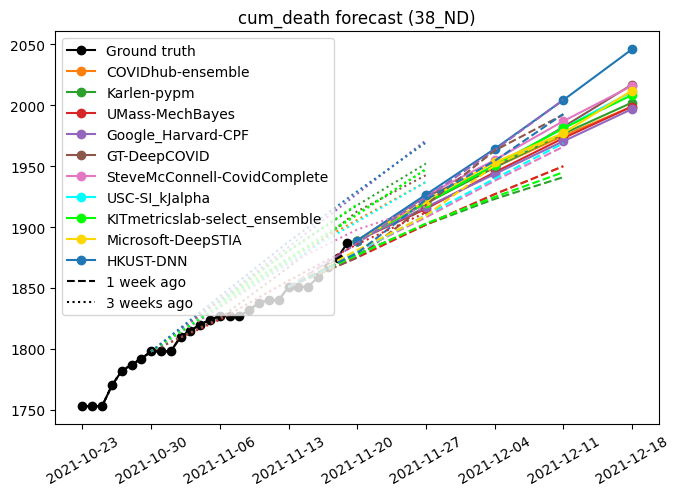 cum_death forecast (38_ND)
2050
2000
1950
1900
1850
1800
1750
Ground truth
COVIDhub-ensemble
Karlen-pypm
UMass-MechBayes
Google_Harvard-CPF
GT-DeepCOVID
SteveMcConnell-CovidComplete
USC-SI_kJalpha
KITmetricslab-select_ensemble
Microsoft-DeepSTIA
HKUST-DNN
1 week ago
3 weeks ago
2021-10-23
2021-10-30
2021-11-06
2021-11-13
2021-11-20
2021-11-27
2021-12-04
2021-12-11
2021-12-18